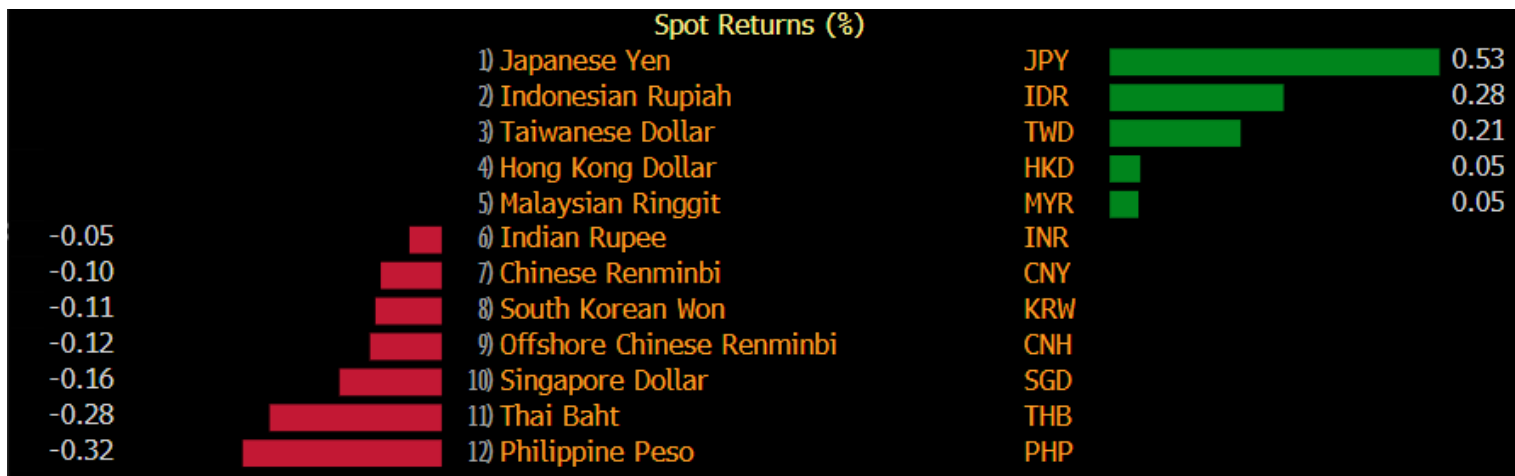 Spot Returns (%)
1) Japanese Yen JPY 0.53
2) Indonesian Rupiah IDR 0.28
3) Taiwanese Dollar TWD 0.21
4) Hong Kong Dollar HKD 0.05
5) Malaysian Ringgit MYR 0.05
-0.05 6) Indian Rupee INR
-0.10 7) Chinese Renminbi CNY
-0.11 8) South Korean Won KRW
-0.12 9) Offshore Chinese Renminbi CNH
-0.16 10) Singapore Dollar SGD
-0.28 11) Thai Baht THB
-0.32 12) Philippine Peso PHP